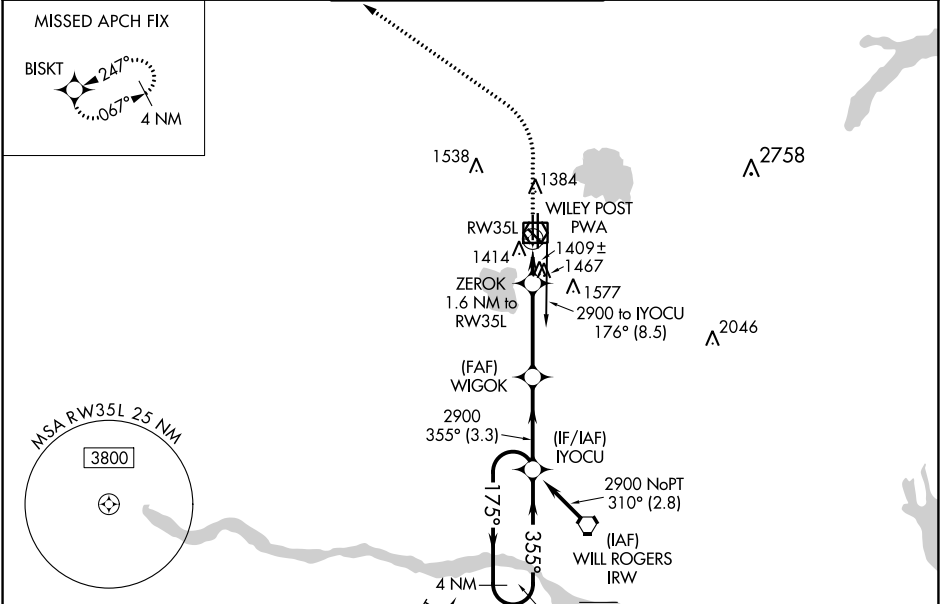 MISSED APCH FIX
BISKT
247°
067°
4 NM
1538
1384
2758
WILEY POST
PWA
RW35L
1414
1409±
1467
ZEROK
1.6 NM to
RW35L
1577
2900 to IYOCU
176° (8.5)
2046
(FAF)
WIGOK
2900
355° (3.3)
(IF/IAF)
IYOCU
MSA RW35L 25 NM
3800
175°
355°
2900 NoPT
310° (2.8)
(IAF)
WILL ROGERS
IRW
4 NM